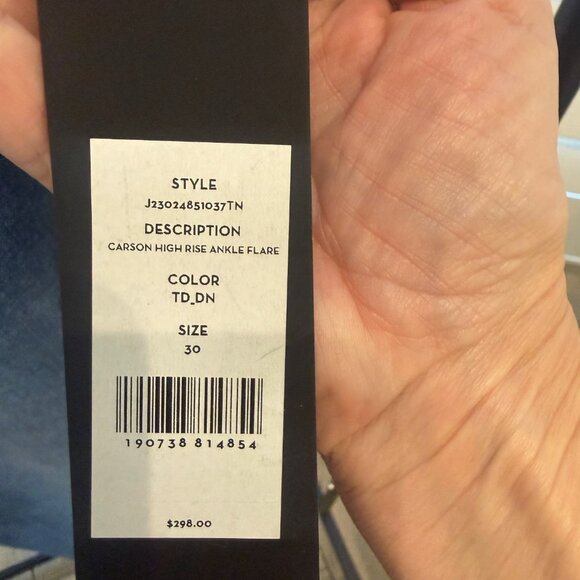 STYLE
J23024851037TN
DESCRIPTION
CARSON HIGH RISE ANKLE FLARE
COLOR
TD_DN
SIZE
30
190738 814854
$298.00